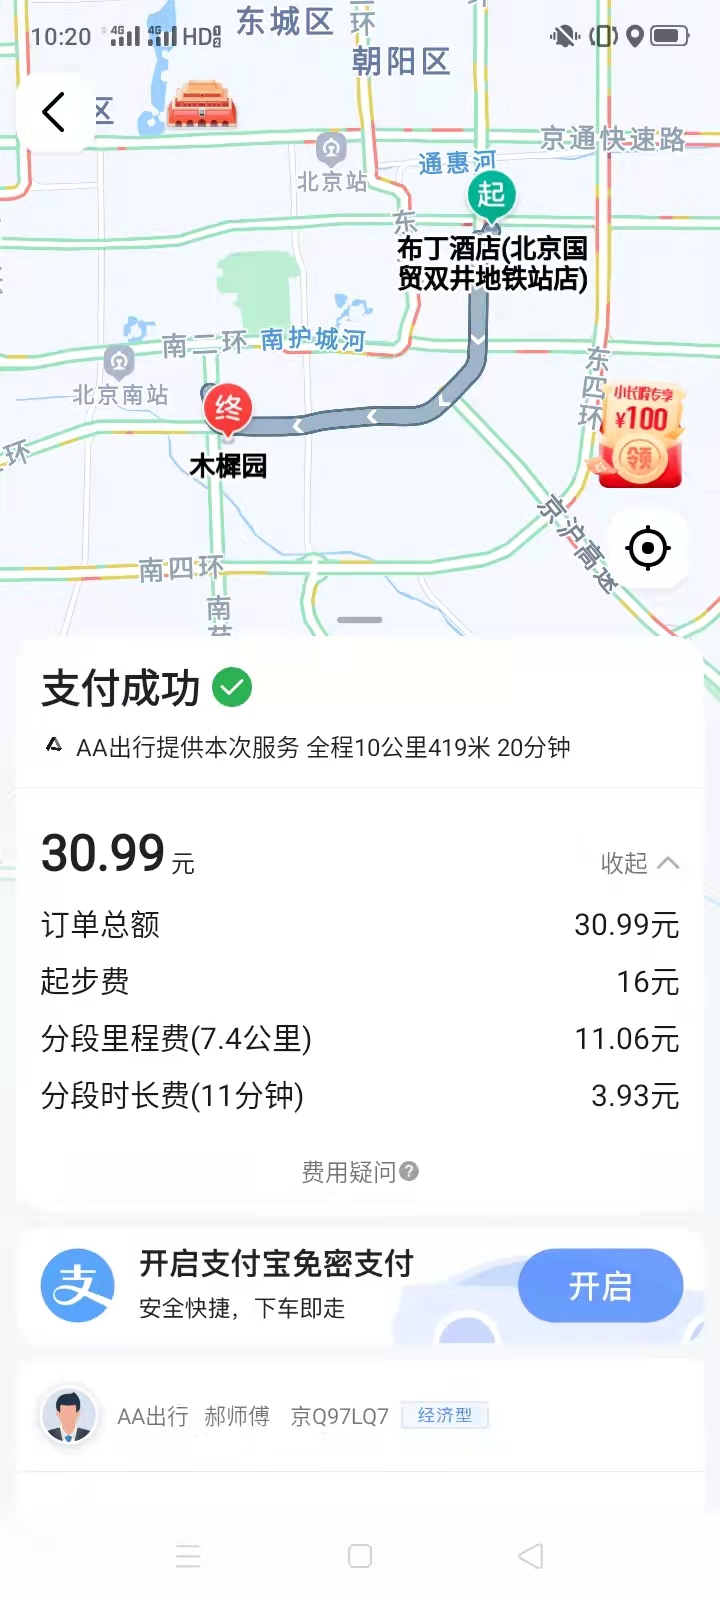 10:20 4G 4G HD
东城区
二环
朝阳区
区
京通快速路
北京站
通惠河
起
东
布丁酒店(北京国
贸双井地铁站店)
南二环
南护城河
北京南站
东四环
小长假专享
¥100
领
终
环
木樨园
京沪高速
南四环
南苑
支付成功
AA出行提供本次服务 全程10公里419米 20分钟
30.99元
收起
订单总额 30.99元
起步费 16元
分段里程费(7.4公里) 11.06元
分段时长费(11分钟) 3.93元
费用疑问?
支
开启支付宝免密支付
安全快捷，下车即走
开启
AA出行 郝师傅 京Q97LQ7 经济型